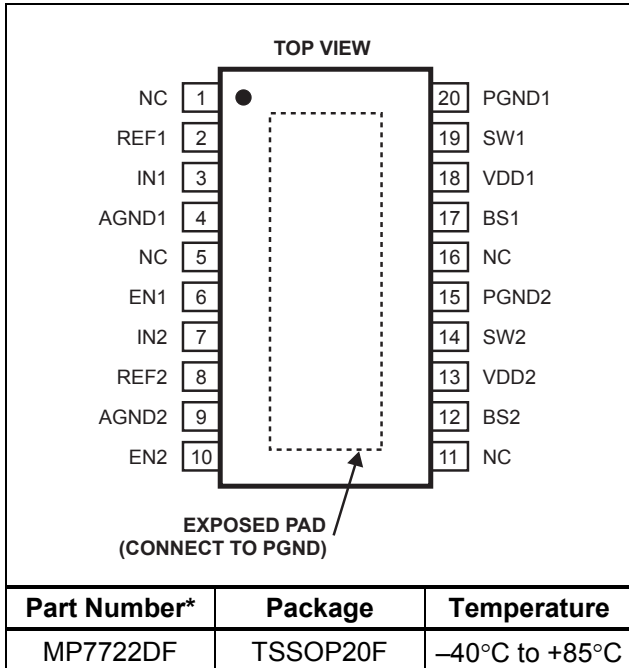 TOP VIEW
NC 1 20 PGND1
REF1 2 19 SW1
IN1 3 18 VDD1
AGND1 4 17 BS1
NC 5 16 NC
EN1 6 15 PGND2
IN2 7 14 SW2
REF2 8 13 VDD2
AGND2 9 12 BS2
EN2 10 11 NC
EXPOSED PAD
(CONNECT TO PGND)
Part Number* Package Temperature
MP7722DF TSSOP20F –40°C to +85°C